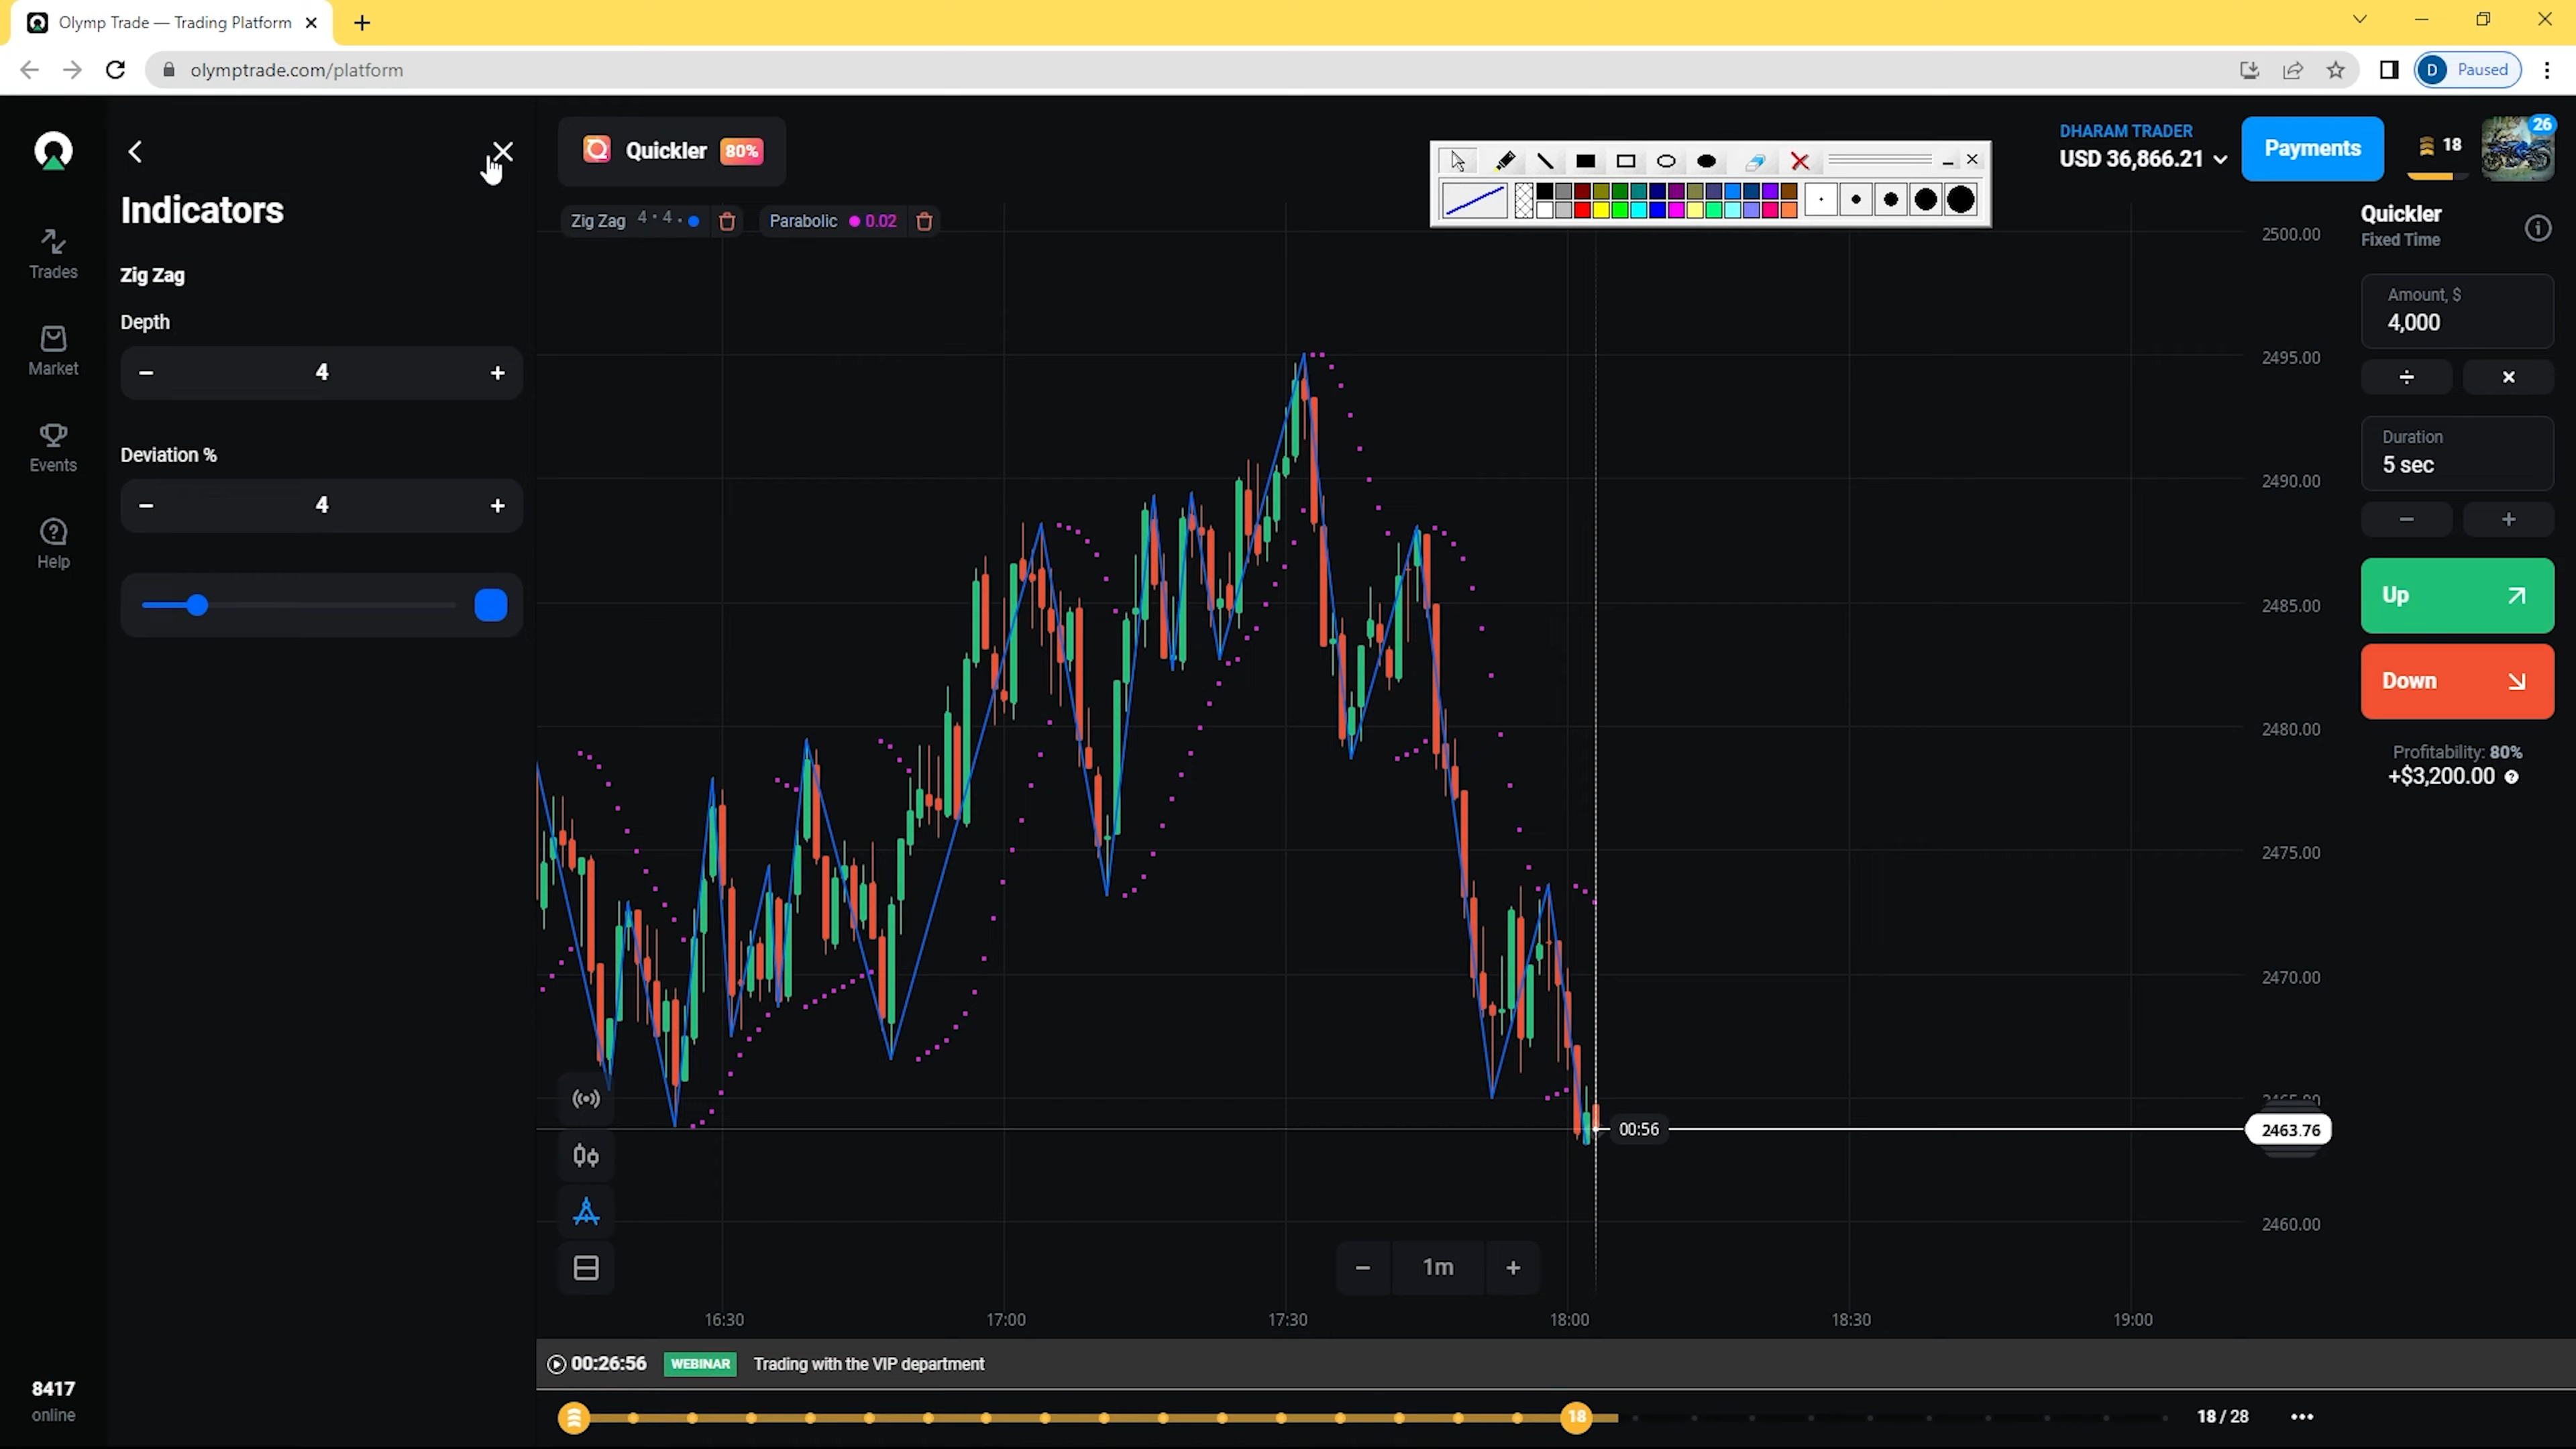 Olymp Trade — Trading Platform
olymptrade.com/platform
D Paused
Trades
Market
Events
Help
8417
online
Indicators
Zig Zag
Depth
4
Deviation %
4
Quickler 80%
Zig Zag 4 • 4 •
Parabolic 0.02
DHARAM TRADER
USD 36,866.21
Payments
18
26
Quickler
Fixed Time
Amount, $
4,000
Duration
5 sec
Up
Down
Profitability: 80%
+$3,200.00
2500.00
2495.00
2490.00
2485.00
2480.00
2475.00
2470.00
2465.00
2463.76
2460.00
00:56
1m
16:30
17:00
17:30
18:00
18:30
19:00
00:26:56 WEBINAR Trading with the VIP department
18
18 / 28